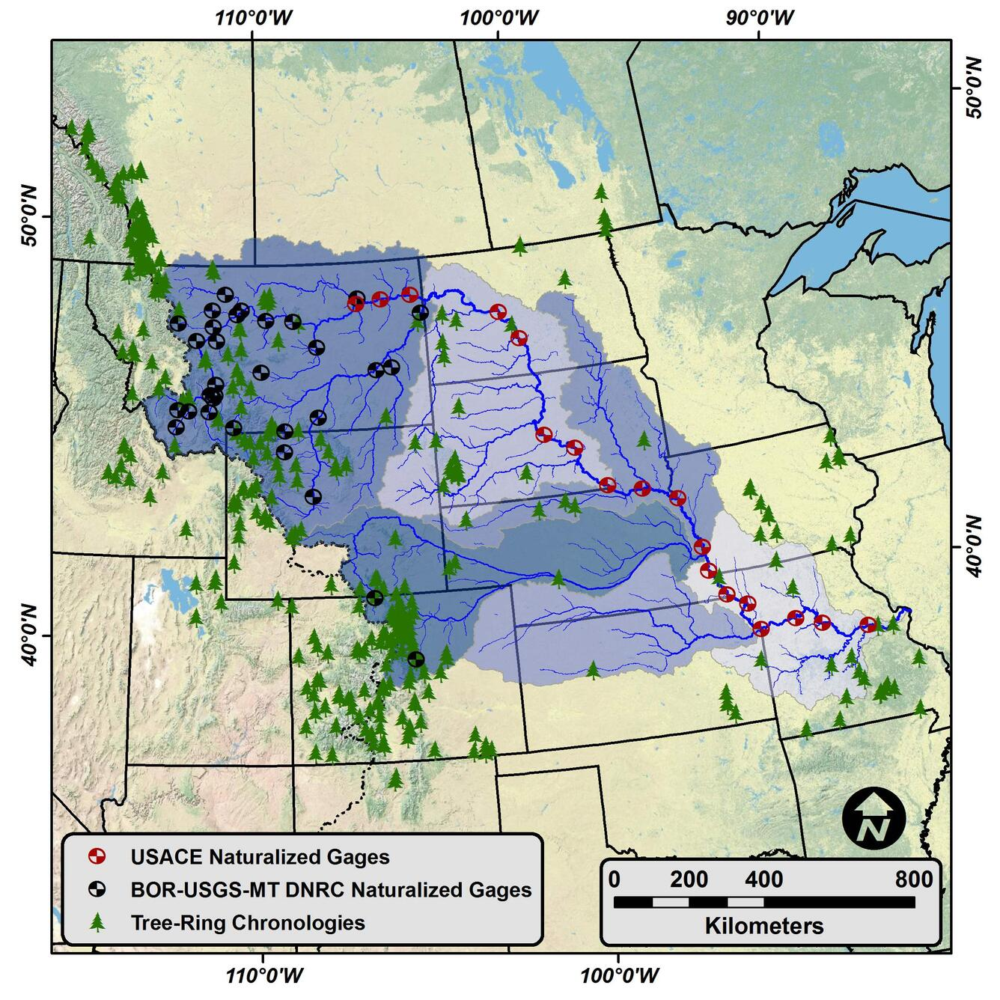 110°0'W 100°0'W 90°0'W
50°0'N
50°0'N
40°0'N
40°0'N
USACE Naturalized Gages
BOR-USGS-MT DNRC Naturalized Gages
Tree-Ring Chronologies
N
0 200 400 800
Kilometers
110°0'W 100°0'W